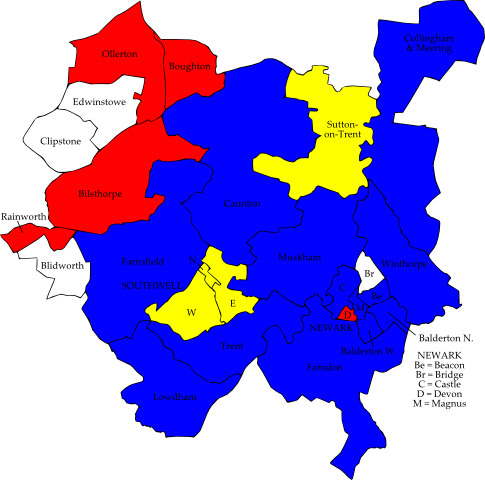 Collingham
& Meering
Ollerton
Boughton
Edwinstowe
Sutton-
on-Trent
Clipstone
Bilsthorpe
Caunton
Rainworth
Muskham
Farnsfield
N
Winthorpe
Blidworth
Br
SOUTHWELL
C
Be
E
M
W
D
NEWARK
Balderton N.
Trent
Balderton W.
NEWARK
Farndon
Be = Beacon
Br = Bridge
C = Castle
Lowdham
D = Devon
M = Magnus